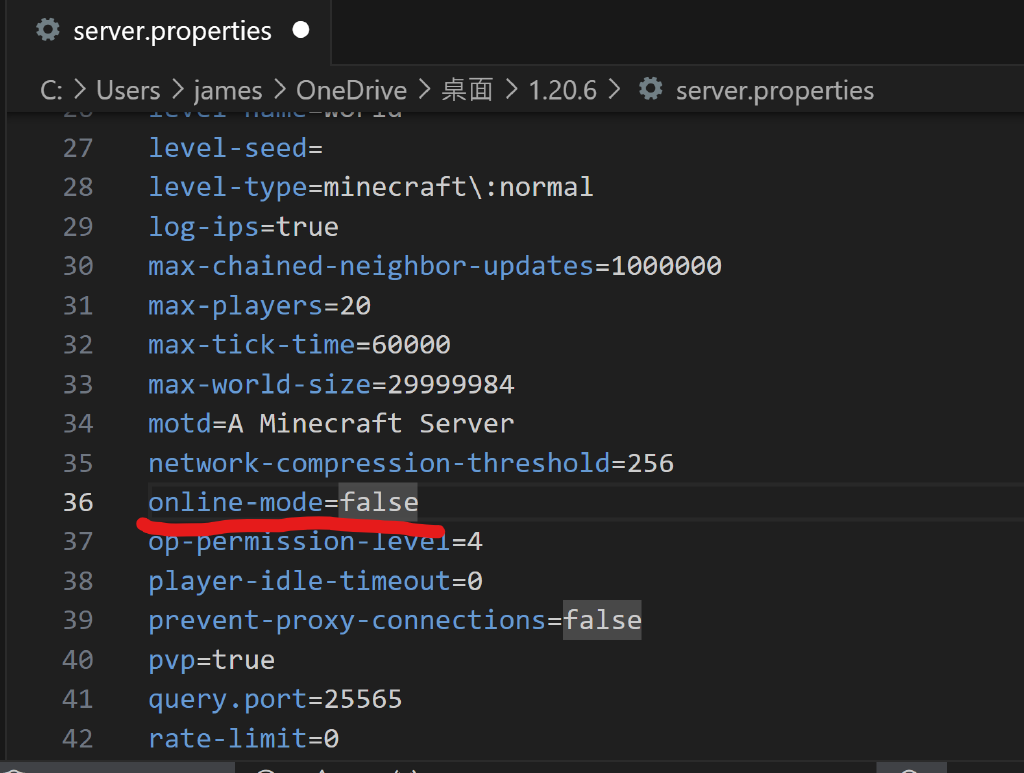 server.properties
C: > Users > james > OneDrive > 桌面 > 1.20.6 > server.properties
26 level-name=world
27 level-seed=
28 level-type=minecraft\:normal
29 log-ips=true
30 max-chained-neighbor-updates=1000000
31 max-players=20
32 max-tick-time=60000
33 max-world-size=29999984
34 motd=A Minecraft Server
35 network-compression-threshold=256
36 online-mode=false
37 op-permission-level=4
38 player-idle-timeout=0
39 prevent-proxy-connections=false
40 pvp=true
41 query.port=25565
42 rate-limit=0